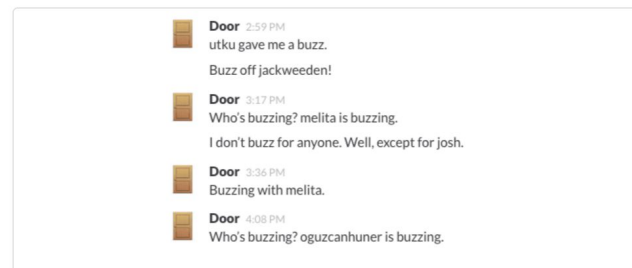 Door 2:59 PM
utku gave me a buzz.
Buzz off jackweeden!
Door 3:17 PM
Who's buzzing? melita is buzzing.
I don't buzz for anyone. Well, except for josh.
Door 3:36 PM
Buzzing with melita.
Door 4:08 PM
Who's buzzing? oguzcanhuner is buzzing.